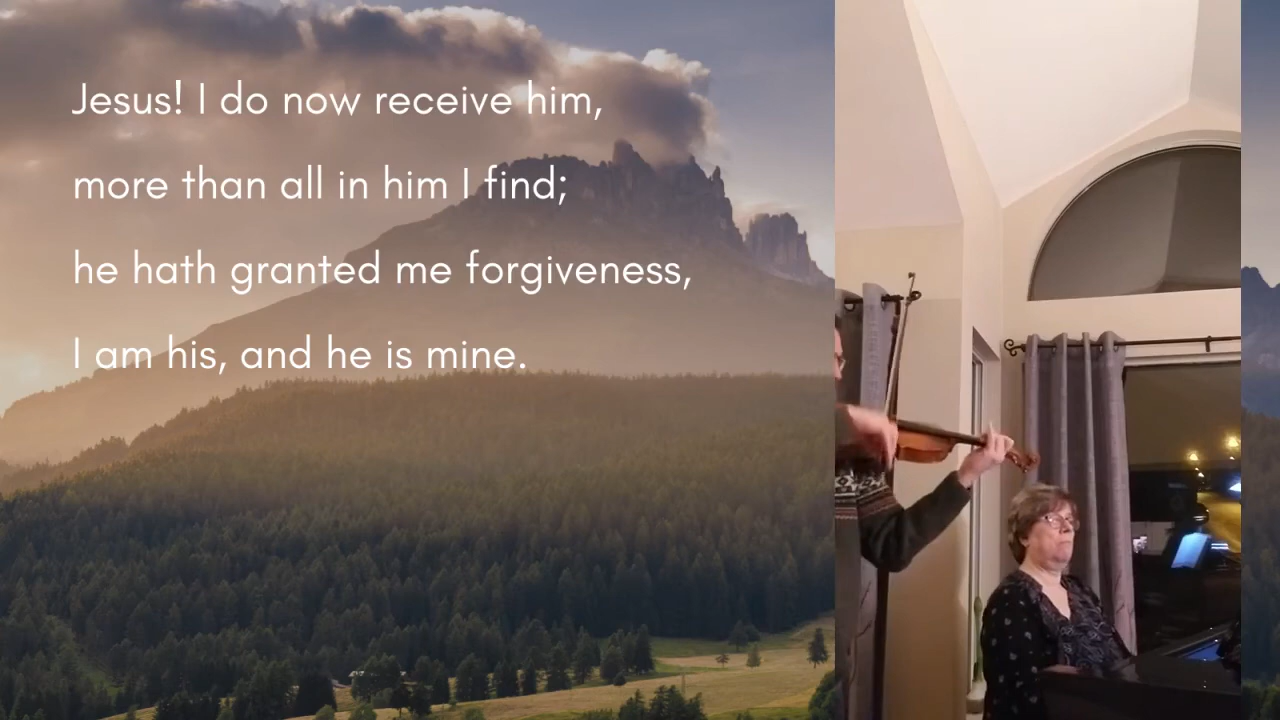 Jesus! I do now receive him,
more than all in him I find;
he hath granted me forgiveness,
I am his, and he is mine.